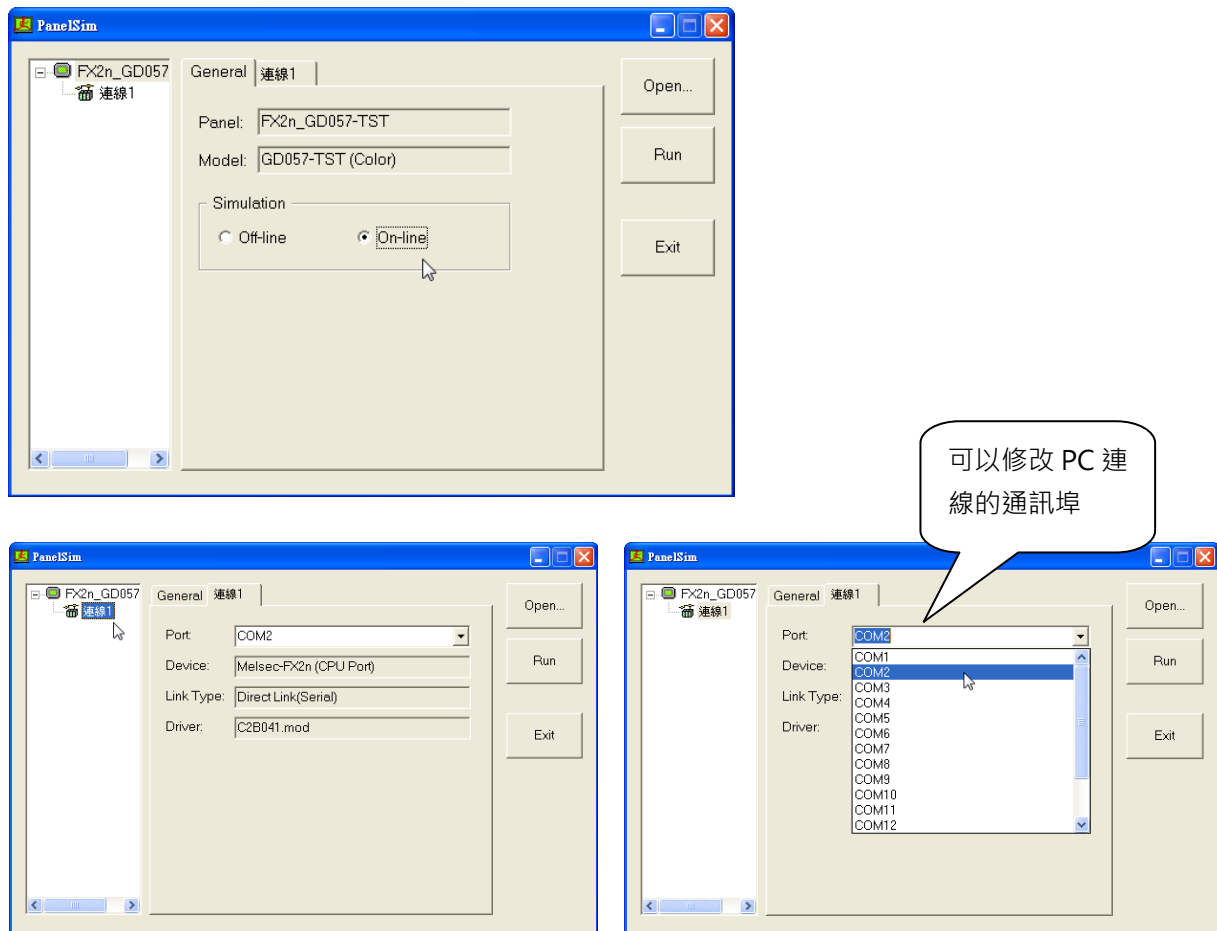 PanelSim
FX2n_GD057
連線1
General 連線1
Panel: FX2n_GD057-TST
Model: GD057-TST (Color)
Simulation
Off-line On-line
Open...
Run
Exit
可以修改 PC 連
線的通訊埠
PanelSim
FX2n_GD057
連線1
General 連線1
Port: COM2
Device: Melsec-FX2n (CPU Port)
Link Type: Direct Link(Serial)
Driver: C2B041.mod
Open...
Run
Exit
PanelSim
FX2n_GD057
連線1
General 連線1
Port: COM2
Device:
Link Type:
Driver:
COM1
COM2
COM3
COM4
COM5
COM6
COM7
COM8
COM9
COM10
COM11
COM12
Open...
Run
Exit